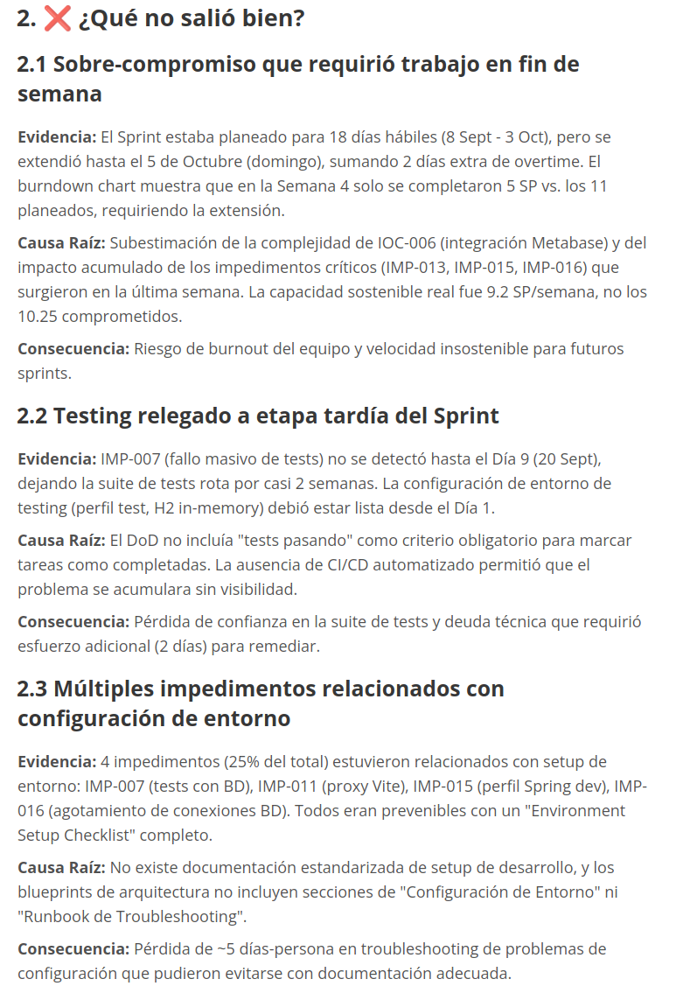 2. ❌ ¿Qué no salió bien?
2.1 Sobre-compromiso que requirió trabajo en fin de
semana
Evidencia: El Sprint estaba planeado para 18 días hábiles (8 Sept - 3 Oct), pero se
extendió hasta el 5 de Octubre (domingo), sumando 2 días extra de overtime. El
burndown chart muestra que en la Semana 4 solo se completaron 5 SP vs. los 11
planeados, requiriendo la extensión.
Causa Raíz: Subestimación de la complejidad de IOC-006 (integración Metabase) y del
impacto acumulado de los impedimentos críticos (IMP-013, IMP-015, IMP-016) que
surgieron en la última semana. La capacidad sostenible real fue 9.2 SP/semana, no los
10.25 comprometidos.
Consecuencia: Riesgo de burnout del equipo y velocidad insostenible para futuros
sprints.
2.2 Testing relegado a etapa tardía del Sprint
Evidencia: IMP-007 (fallo masivo de tests) no se detectó hasta el Día 9 (20 Sept),
dejando la suite de tests rota por casi 2 semanas. La configuración de entorno de
testing (perfil test, H2 in-memory) debió estar lista desde el Día 1.
Causa Raíz: El DoD no incluía "tests pasando" como criterio obligatorio para marcar
tareas como completadas. La ausencia de CI/CD automatizado permitió que el
problema se acumulara sin visibilidad.
Consecuencia: Pérdida de confianza en la suite de tests y deuda técnica que requirió
esfuerzo adicional (2 días) para remediar.
2.3 Múltiples impedimentos relacionados con
configuración de entorno
Evidencia: 4 impedimentos (25% del total) estuvieron relacionados con setup de
entorno: IMP-007 (tests con BD), IMP-011 (proxy Vite), IMP-015 (perfil Spring dev), IMP-
016 (agotamiento de conexiones BD). Todos eran prevenibles con un "Environment
Setup Checklist" completo.
Causa Raíz: No existe documentación estandarizada de setup de desarrollo, y los
blueprints de arquitectura no incluyen secciones de "Configuración de Entorno" ni
"Runbook de Troubleshooting".
Consecuencia: Pérdida de ~5 días-persona en troubleshooting de problemas de
configuración que pudieron evitarse con documentación adecuada.